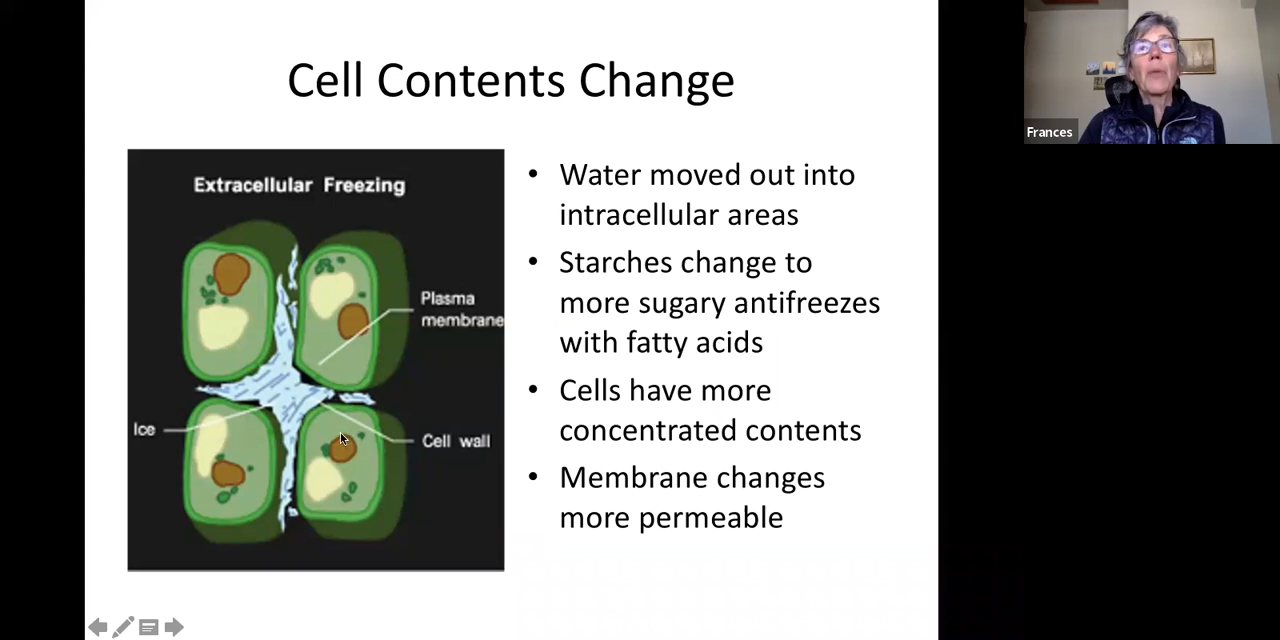 Cell Contents Change
Extracellular Freezing
Plasma
membrane
Ice
Cell wall
• Water moved out into
intracellular areas
• Starches change to
more sugary antifreezes
with fatty acids
• Cells have more
concentrated contents
• Membrane changes
more permeable
Frances